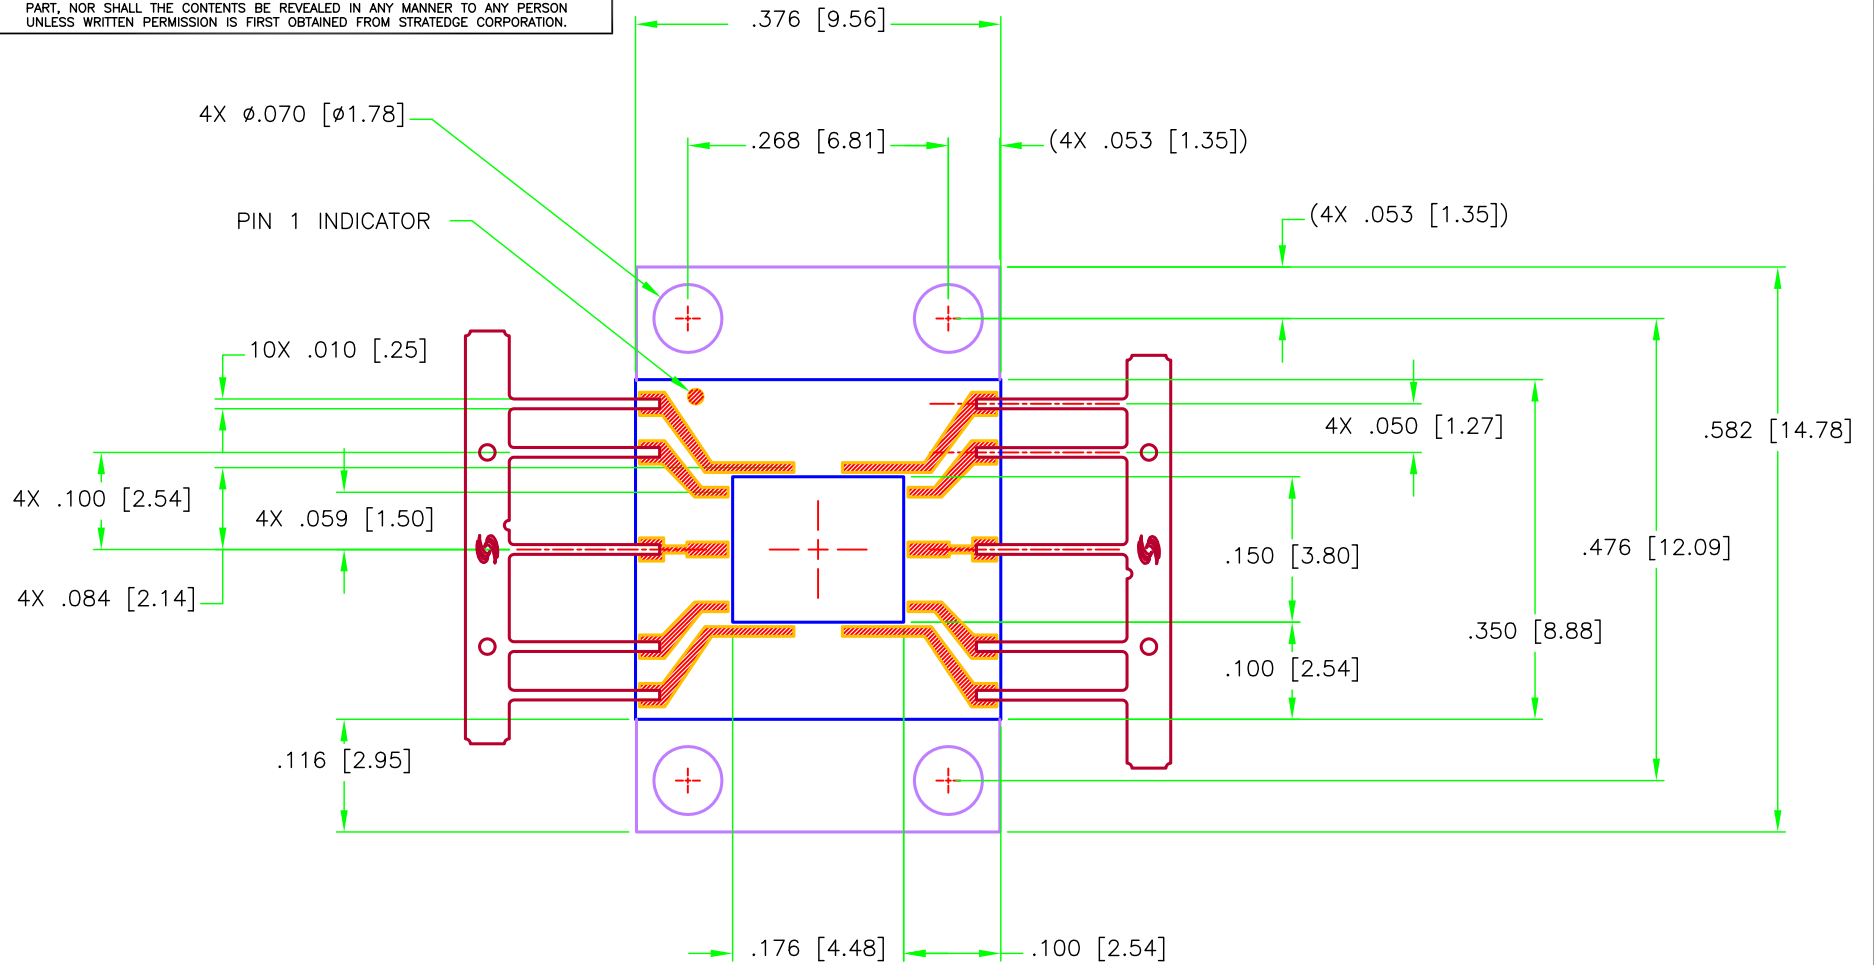 PART, NOR SHALL THE CONTENTS BE REVEALED IN ANY MANNER TO ANY PERSON
UNLESS WRITTEN PERMISSION IS FIRST OBTAINED FROM STRATEDGE CORPORATION.
.376 [9.56]
4X ø.070 [ø1.78]
.268 [6.81]
(4X .053 [1.35])
PIN 1 INDICATOR
(4X .053 [1.35])
10X .010 [.25]
4X .050 [1.27]
.582 [14.78]
4X .100 [2.54]
4X .059 [1.50]
.150 [3.80]
.476 [12.09]
4X .084 [2.14]
.350 [8.88]
.100 [2.54]
.116 [2.95]
.176 [4.48]
.100 [2.54]